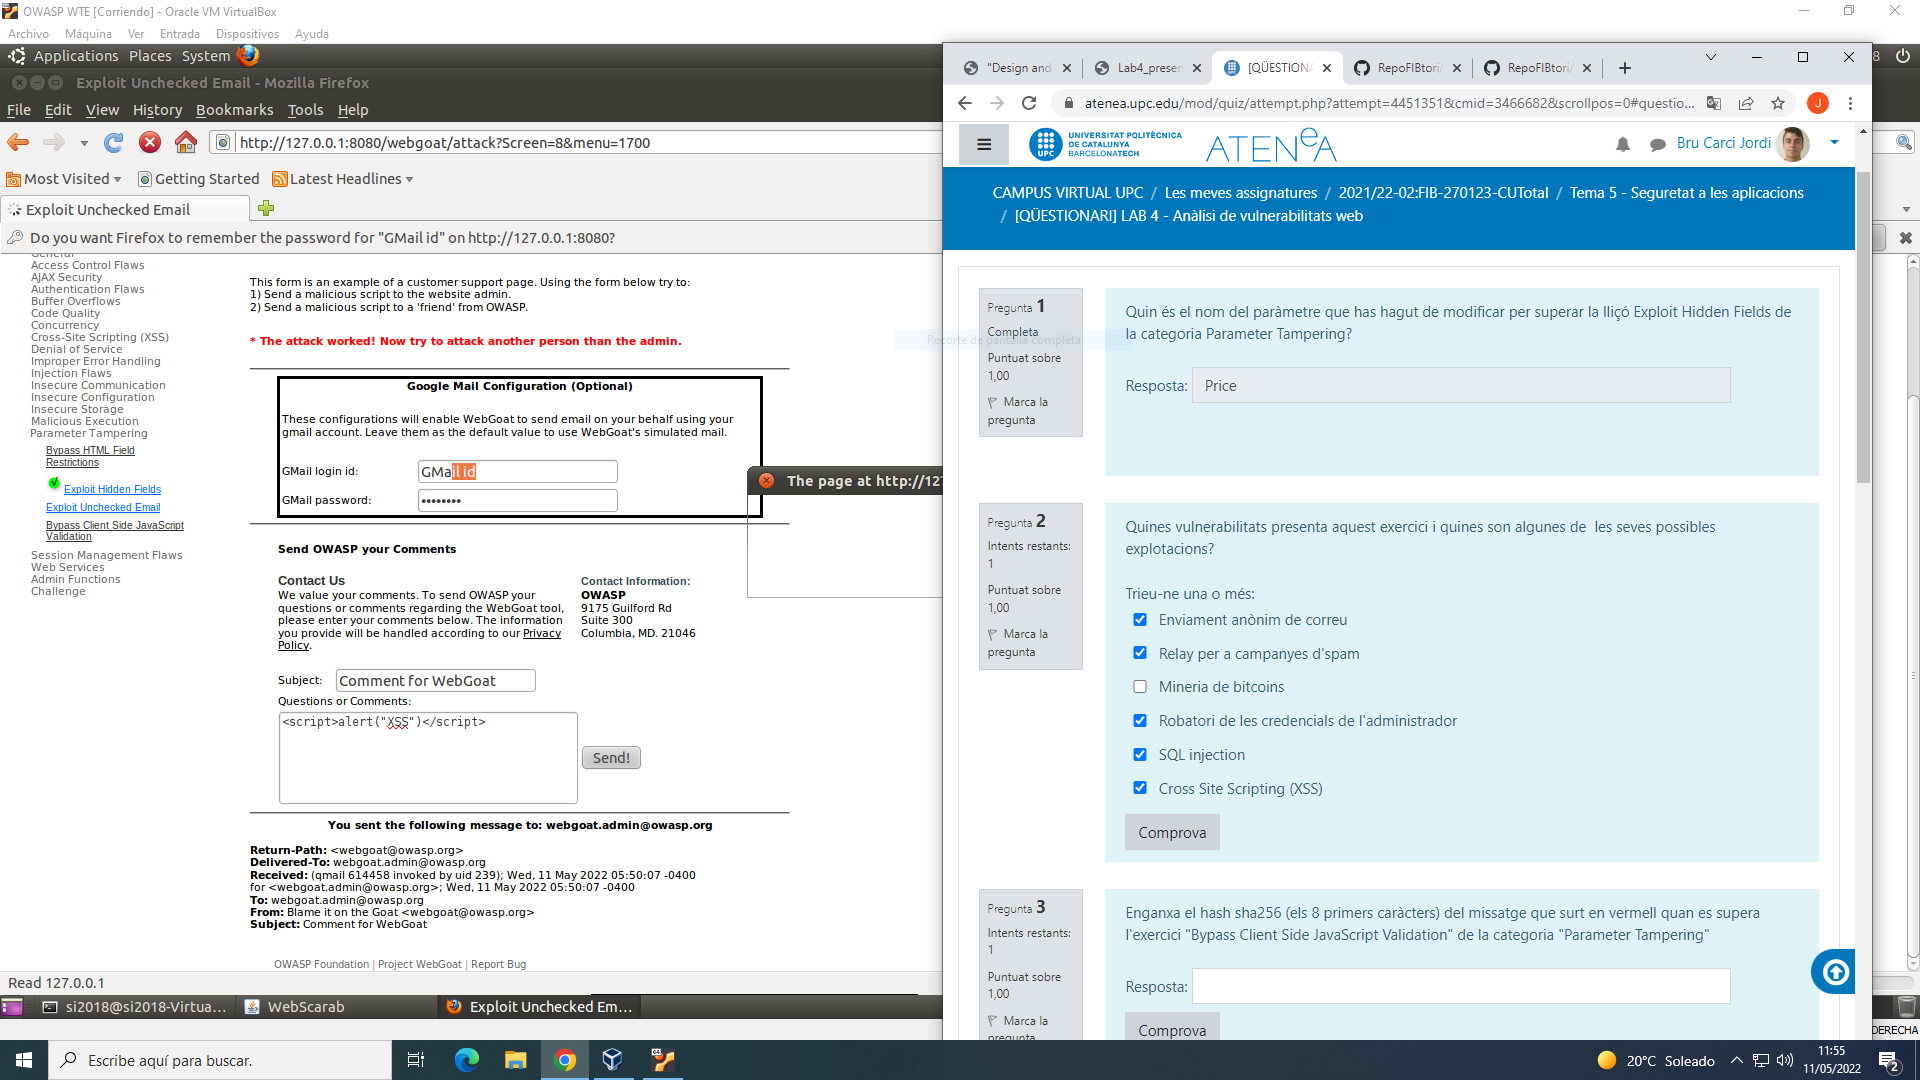 OWASP WTE [Corriendo] - Oracle VM VirtualBox
Archivo Máquina Ver Entrada Dispositivos Ayuda
Applications Places System
Exploit Unchecked Email - Mozilla Firefox
File Edit View History Bookmarks Tools Help
http://127.0.0.1:8080/webgoat/attack?Screen=8&menu=1700
Most Visited Getting Started Latest Headlines
Exploit Unchecked Email
Do you want Firefox to remember the password for "GMail id" on http://127.0.0.1:8080?
General
Access Control Flaws
AJAX Security
Authentication Flaws
Buffer Overflows
Code Quality
Concurrency
Cross-Site Scripting (XSS)
Denial of Service
Improper Error Handling
Injection Flaws
Insecure Communication
Insecure Configuration
Insecure Storage
Malicious Execution
Parameter Tampering
Bypass HTML Field
Restrictions
Exploit Hidden Fields
Exploit Unchecked Email
Bypass Client Side JavaScript
Validation
Session Management Flaws
Web Services
Admin Functions
Challenge
This form is an example of a customer support page. Using the form below try to:
1) Send a malicious script to the website admin.
2) Send a malicious script to a 'friend' from OWASP.
* The attack worked! Now try to attack another person than the admin.
Google Mail Configuration (Optional)
These configurations will enable WebGoat to send email on your behalf using your
gmail account. Leave them as the default value to use WebGoat's simulated mail.
GMail login id: GMail id
GMail password: ••••••••
The page at http://127
Send OWASP your Comments
Contact Us
We value your comments. To send OWASP your
questions or comments regarding the WebGoat tool,
please enter your comments below. The information
you provide will be handled according to our Privacy
Policy.
Contact Information:
OWASP
9175 Guilford Rd
Suite 300
Columbia, MD. 21046
Subject: Comment for WebGoat
Questions or Comments:
<script>alert("XSS")</script>
Send!
You sent the following message to: webgoat.admin@owasp.org
Return-Path: <webgoat@owasp.org>
Delivered-To: webgoat.admin@owasp.org
Received: (qmail 614458 invoked by uid 239); Wed, 11 May 2022 05:50:07 -0400
for <webgoat.admin@owasp.org>; Wed, 11 May 2022 05:50:07 -0400
To: webgoat.admin@owasp.org
From: Blame it on the Goat <webgoat@owasp.org>
Subject: Comment for WebGoat
OWASP Foundation | Project WebGoat | Report Bug
Read 127.0.0.1
si2018@si2018-Virtua... WebScarab Exploit Unchecked Em...
"Design and Lab4_presen [QÜESTIONA RepoFIBtori/ RepoFIBtori/
atenea.upc.edu/mod/quiz/attempt.php?attempt=4451351&cmid=3466682&scrollpos=0#questio...
J
8
UPC
UNIVERSITAT POLITÈCNICA
DE CATALUNYA
BARCELONATECH
ATENeA
Bru Carci Jordi
CAMPUS VIRTUAL UPC / Les meves assignatures / 2021/22-02:FIB-270123-CUTotal / Tema 5 - Seguretat a les aplicacions
/ [QÜESTIONARI] LAB 4 - Anàlisi de vulnerabilitats web
Pregunta 1
Completa
Puntuat sobre
1,00
Marca la
pregunta
Recorte de pantalla completa
Quin és el nom del paràmetre que has hagut de modificar per superar la lliçó Exploit Hidden Fields de
la categoria Parameter Tampering?
Resposta: Price
Pregunta 2
Intents restants:
1
Puntuat sobre
1,00
Marca la
pregunta
Quines vulnerabilitats presenta aquest exercici i quines son algunes de les seves possibles
explotacions?
Trieu-ne una o més:
Enviament anònim de correu
Relay per a campanyes d'spam
Mineria de bitcoins
Robatori de les credencials de l'administrador
SQL injection
Cross Site Scripting (XSS)
Comprova
Pregunta 3
Intents restants:
1
Puntuat sobre
1,00
Marca la
pregunta
Enganxa el hash sha256 (els 8 primers caràcters) del missatge que surt en vermell quan es supera
l'exercici "Bypass Client Side JavaScript Validation" de la categoria "Parameter Tampering"
Resposta:
Comprova
DERECHA
Escribe aquí para buscar.
20°C Soleado
11:55
11/05/2022
2